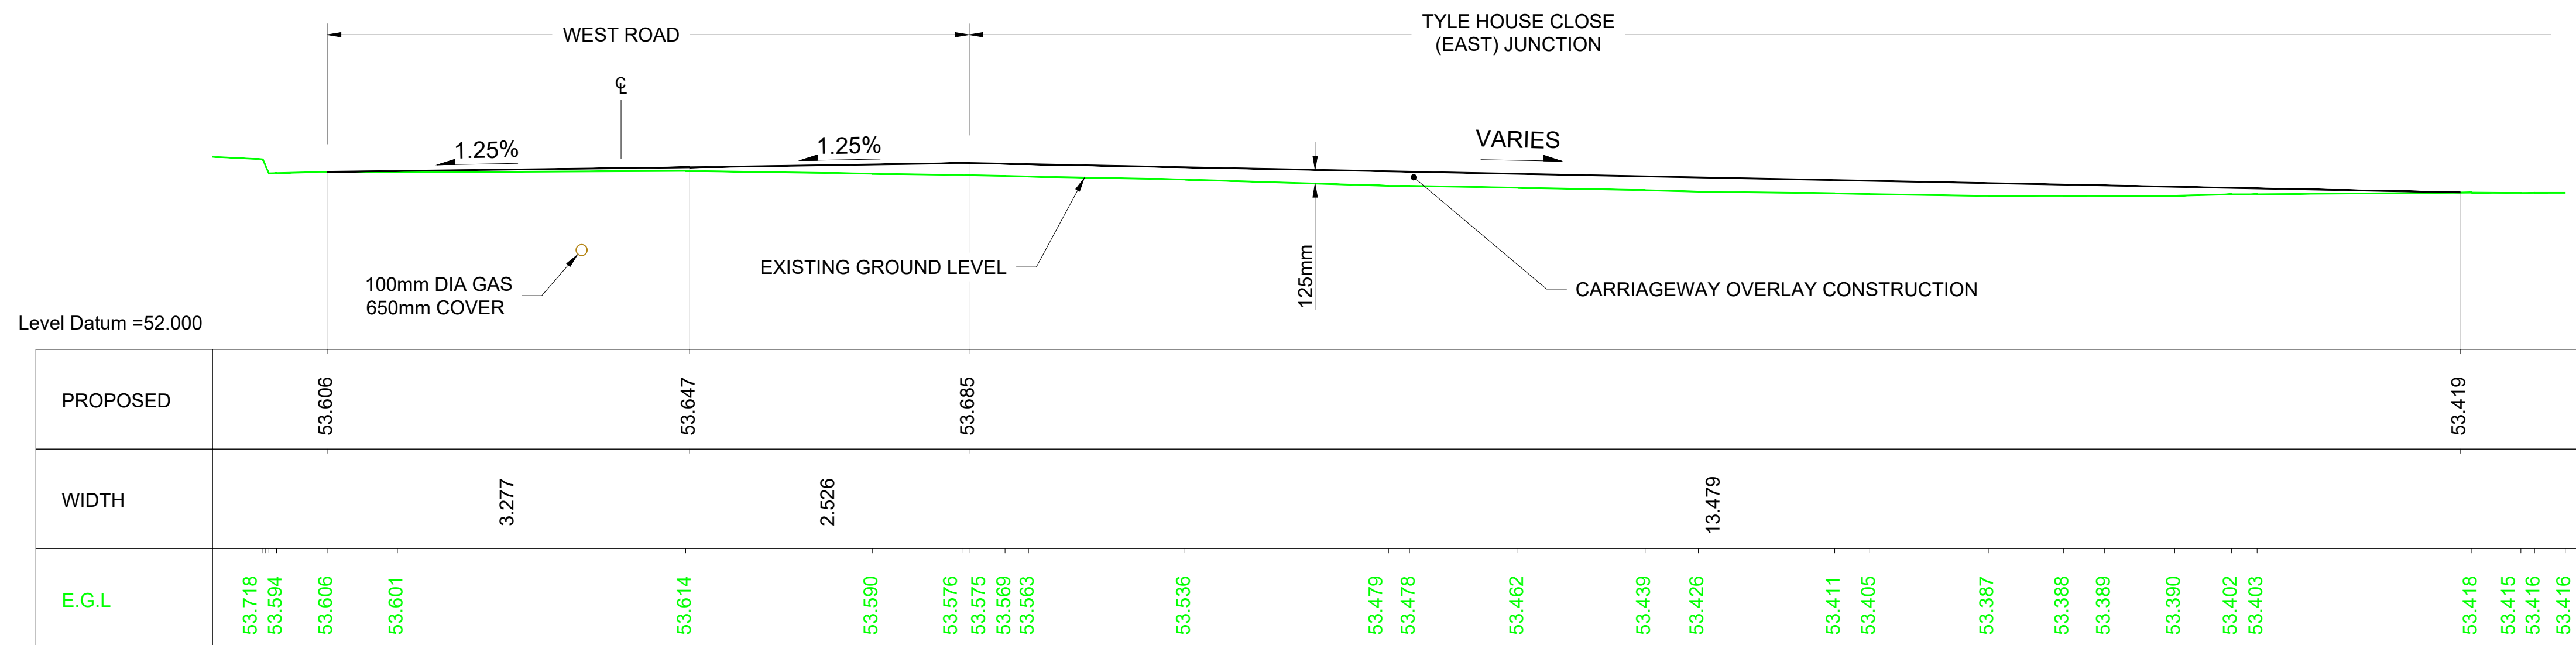 TYLE HOUSE CLOSE
WEST ROAD
(EAST) JUNCTION
℄
1.25%
1.25%
VARIES
EXISTING GROUND LEVEL
125mm
100mm DIA GAS
650mm COVER
CARRIAGEWAY OVERLAY CONSTRUCTION
Level Datum =52.000
PROPOSED
53.606
53.647
53.685
53.419
WIDTH
3.277
2.526
13.479
E.G.L
53.718
53.594
53.606
53.601
53.614
53.590
53.576
53.575
53.569
53.563
53.536
53.479
53.478
53.462
53.439
53.426
53.411
53.405
53.387
53.388
53.389
53.390
53.402
53.403
53.418
53.415
53.416
53.416